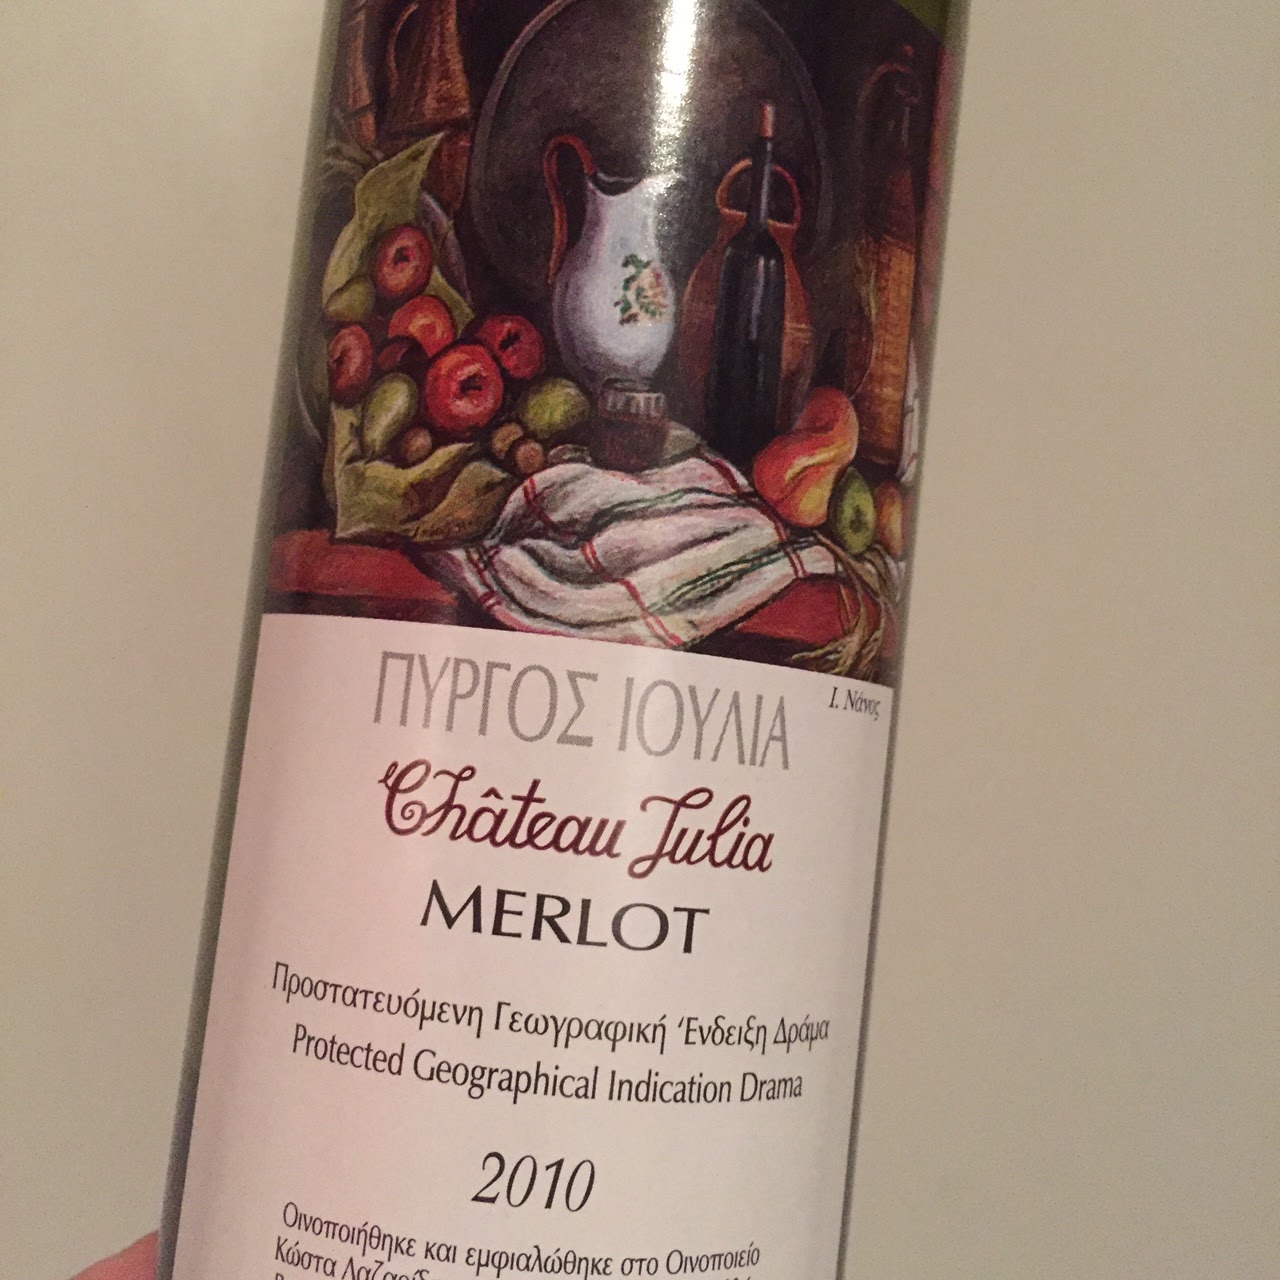 Ι. Νάνος
ΠΥΡΓΟΣ ΙΟΥΛΙΑ
Château Julia
MERLOT
Προστατευόμενη Γεωγραφική Ένδειξη Δράμα
Protected Geographical Indication Drama
2010
Οινοποιήθηκε και εμφιαλώθηκε στο Οινοποιείο
Κώστα